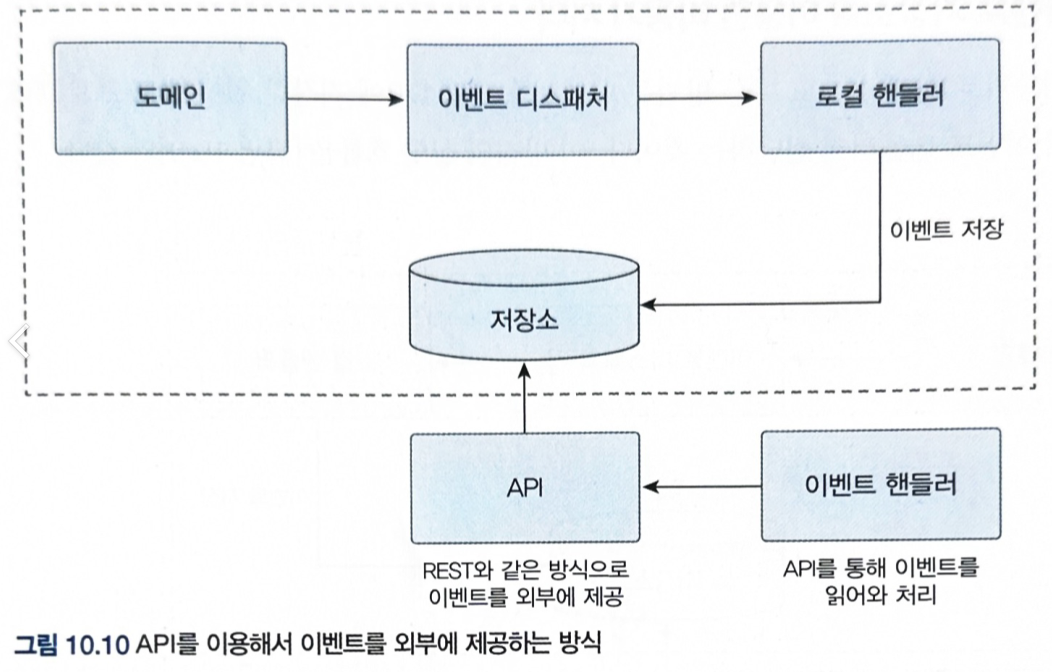 도메인
이벤트 디스패처
로컬 핸들러
이벤트 저장
저장소
API
이벤트 핸들러
REST와 같은 방식으로
이벤트를 외부에 제공
API를 통해 이벤트를
읽어와 처리
그림 10.10 API를 이용해서 이벤트를 외부에 제공하는 방식